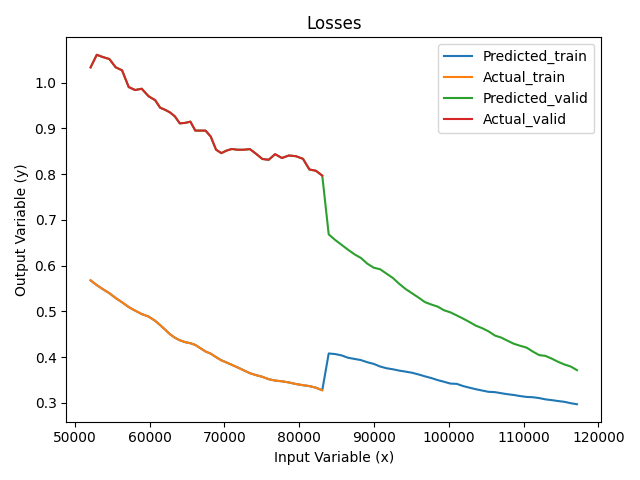 Losses
Output Variable (y)
1.0
0.9
0.8
0.7
0.6
0.5
0.4
0.3
Predicted_train
Actual_train
Predicted_valid
Actual_valid
50000 60000 70000 80000 90000 100000 110000 120000
Input Variable (x)